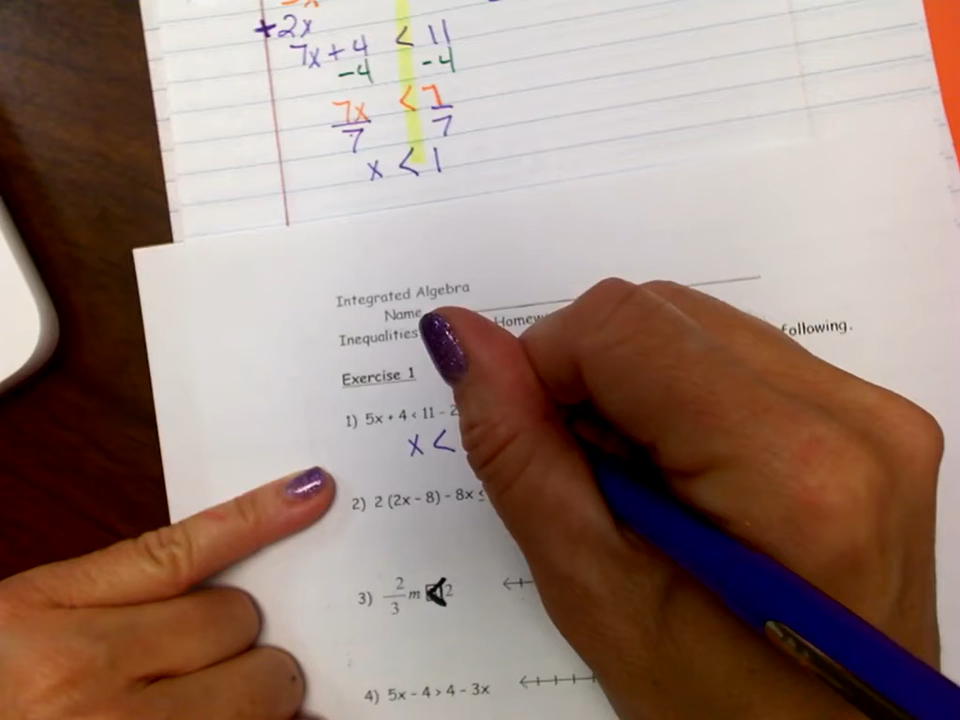 +2x
7x + 4 < 11
-4 -4
7x < 7
7 7
x < 1
Integrated Algebra
Name
Inequalities following.
Exercise 1
1) 5x + 4 < 11 - 2
x <
2) 2 (2x - 8) - 8x ≤
3) 2/3 m < 2
4) 5x - 4 > 4 - 3x